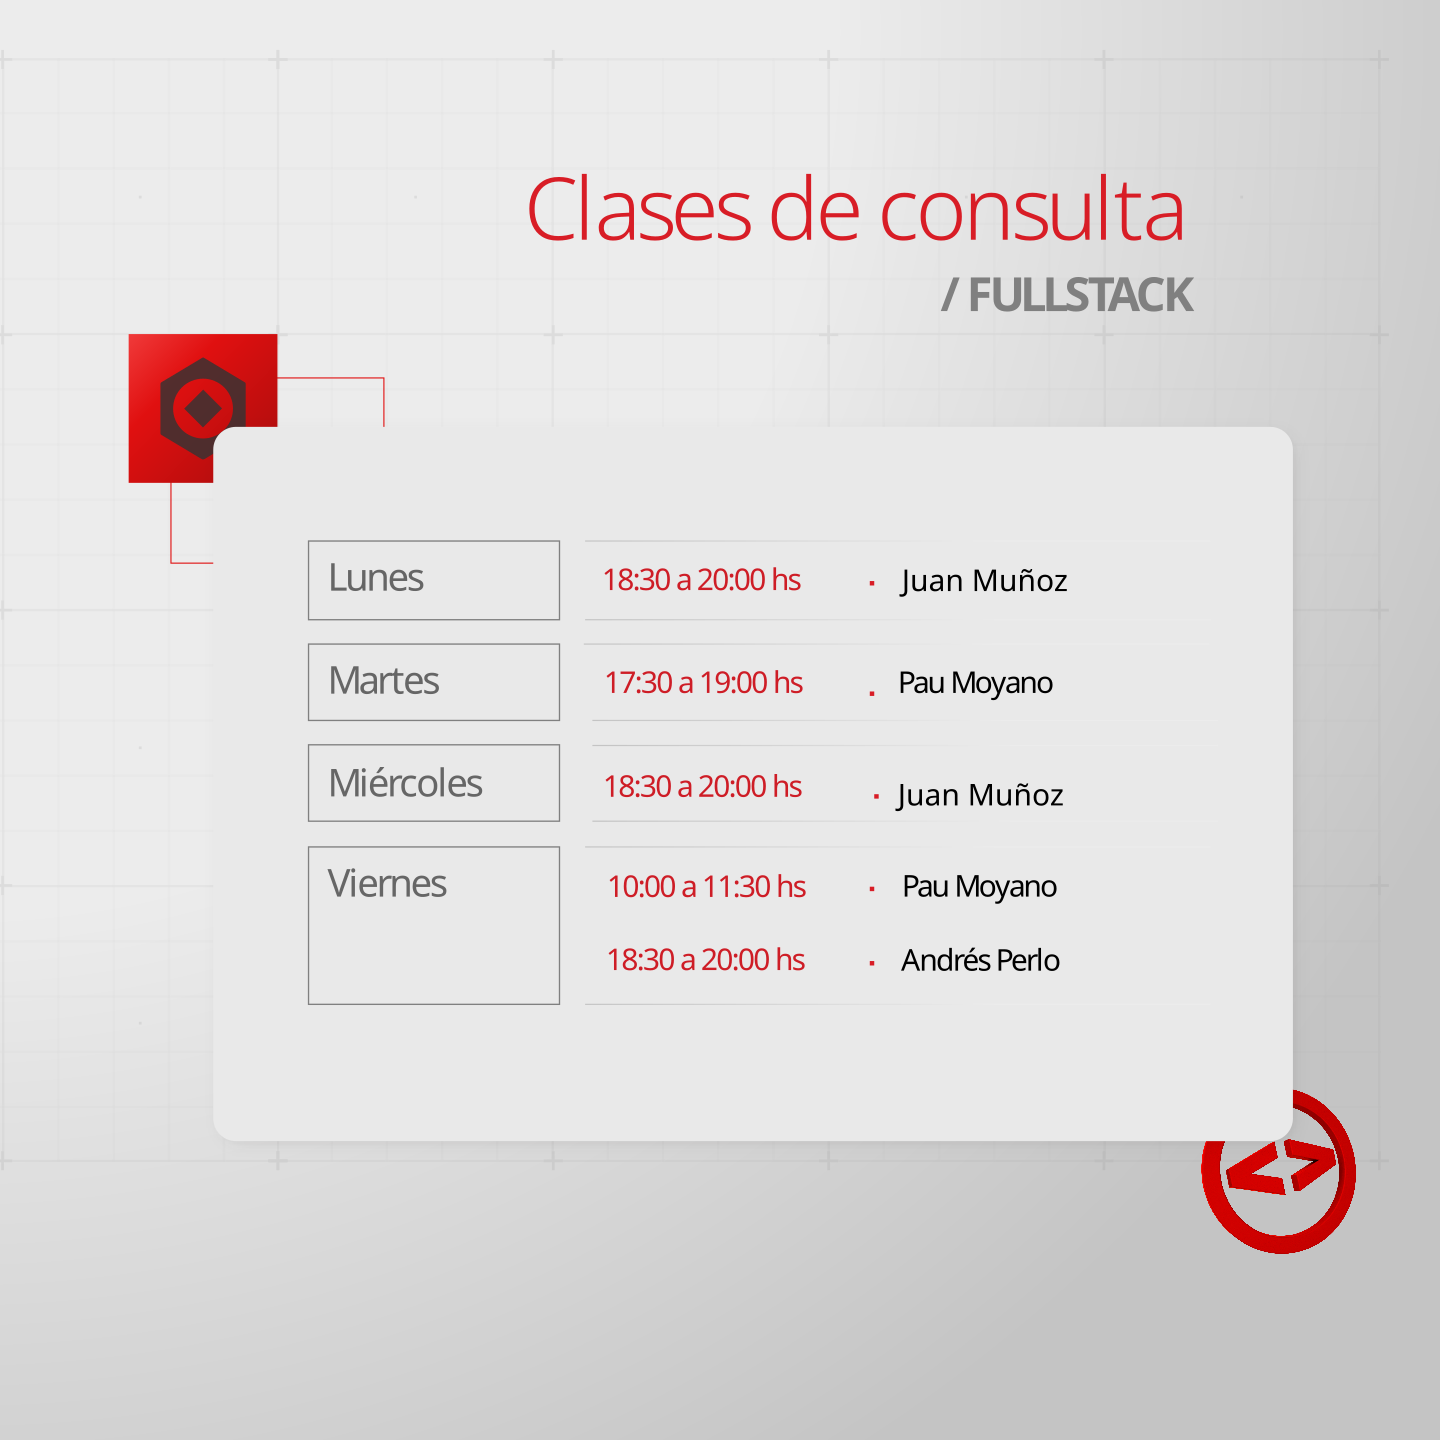 Clases de consulta
/ FULLSTACK
Lunes
18:30 a 20:00 hs
Juan Muñoz
Martes
17:30 a 19:00 hs
Pau Moyano
Miércoles
18:30 a 20:00 hs
Juan Muñoz
Viernes
10:00 a 11:30 hs
Pau Moyano
18:30 a 20:00 hs
Andrés Perlo